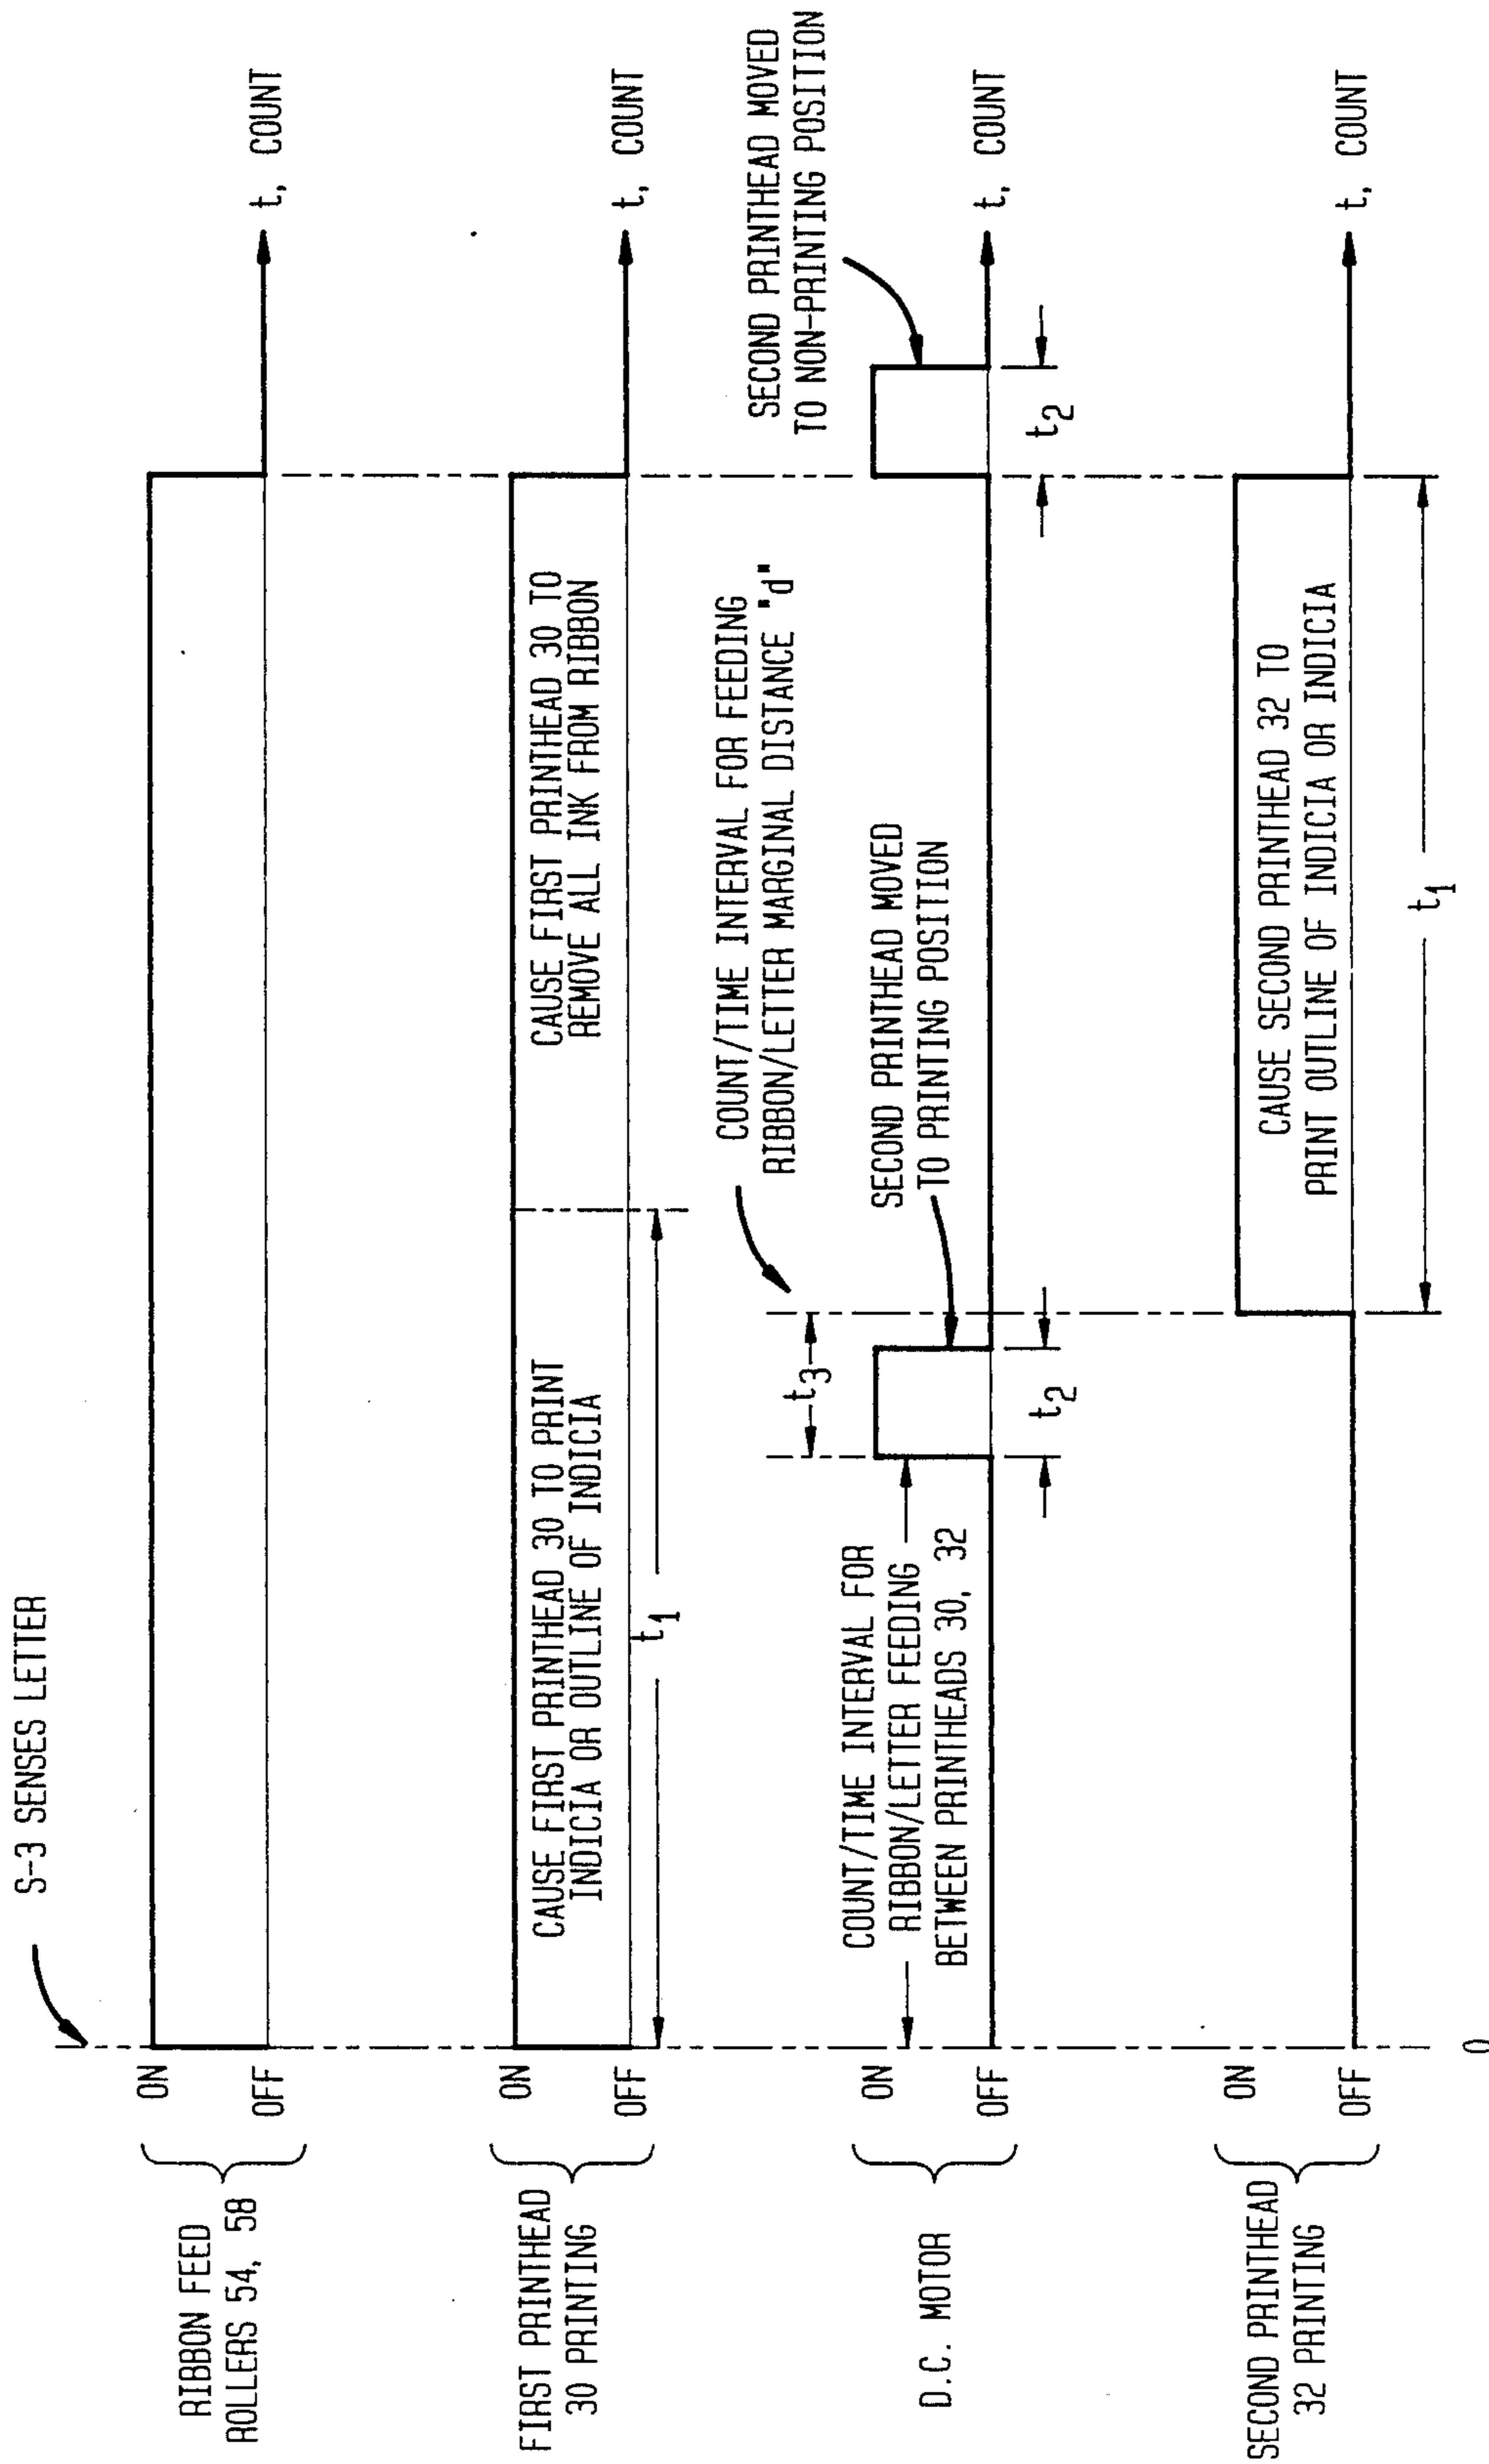 S-3 SENSES LETTER
RIBBON FEED
ROLLERS 54, 58
ON
OFF
t, COUNT
FIRST PRINTHEAD
30 PRINTING
ON
OFF
CAUSE FIRST PRINTHEAD 30 TO PRINT
INDICIA OR OUTLINE OF INDICIA
CAUSE FIRST PRINTHEAD 30 TO
REMOVE ALL INK FROM RIBBON
t, COUNT
t1
COUNT/TIME INTERVAL FOR FEEDING
RIBBON/LETTER MARGINAL DISTANCE "d"
SECOND PRINTHEAD MOVED
TO NON-PRINTING POSITION
D.C. MOTOR
ON
OFF
COUNT/TIME INTERVAL FOR
RIBBON/LETTER FEEDING
BETWEEN PRINTHEADS 30, 32
t3
SECOND PRINTHEAD MOVED
TO PRINTING POSITION
t, COUNT
t2
t2
SECOND PRINTHEAD
32 PRINTING
ON
OFF
CAUSE SECOND PRINTHEAD 32 TO
PRINT OUTLINE OF INDICIA OR INDICIA
t, COUNT
t1
0